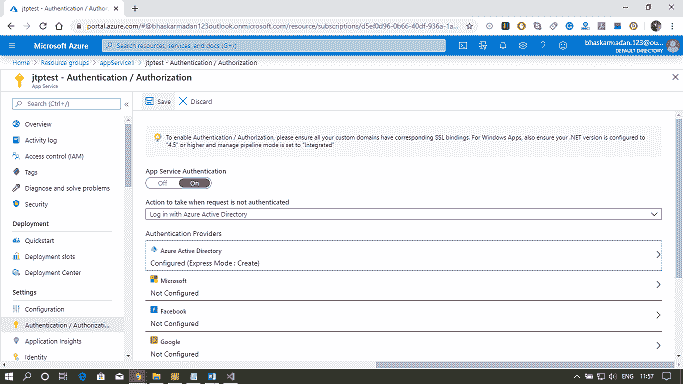 jtptest - Authentication / Autho
portal.azure.com/#@bhaskarmadan123outlook.onmicrosoft.com/resource/subscriptions/d5ef0d96-0b66-40df-936a-1a...
Microsoft Azure
Search resources, services, and docs (G+/)
bhaskarmadan.123@ou...
DEFAULT DIRECTORY
Home > Resource groups > appService1 > jtptest - Authentication / Authorization
jtptest - Authentication / Authorization
App Service
Search (Ctrl+/)
Save
Discard
Overview
Activity log
Access control (IAM)
Tags
Diagnose and solve problems
Security
Deployment
Quickstart
Deployment slots
Deployment Center
Settings
Configuration
Authentication / Authorizati...
Application Insights
Identity
To enable Authentication / Authorization, please ensure all your custom domains have corresponding SSL bindings. For Windows Apps, also ensure your .NET version is configured to
"4.5" or higher and manage pipeline mode is set to "Integrated"
App Service Authentication
Off
On
Action to take when request is not authenticated
Log in with Azure Active Directory
Authentication Providers
Azure Active Directory
Configured (Express Mode : Create)
Microsoft
Not Configured
Facebook
Not Configured
Google
Not Configured
ENG
11:57